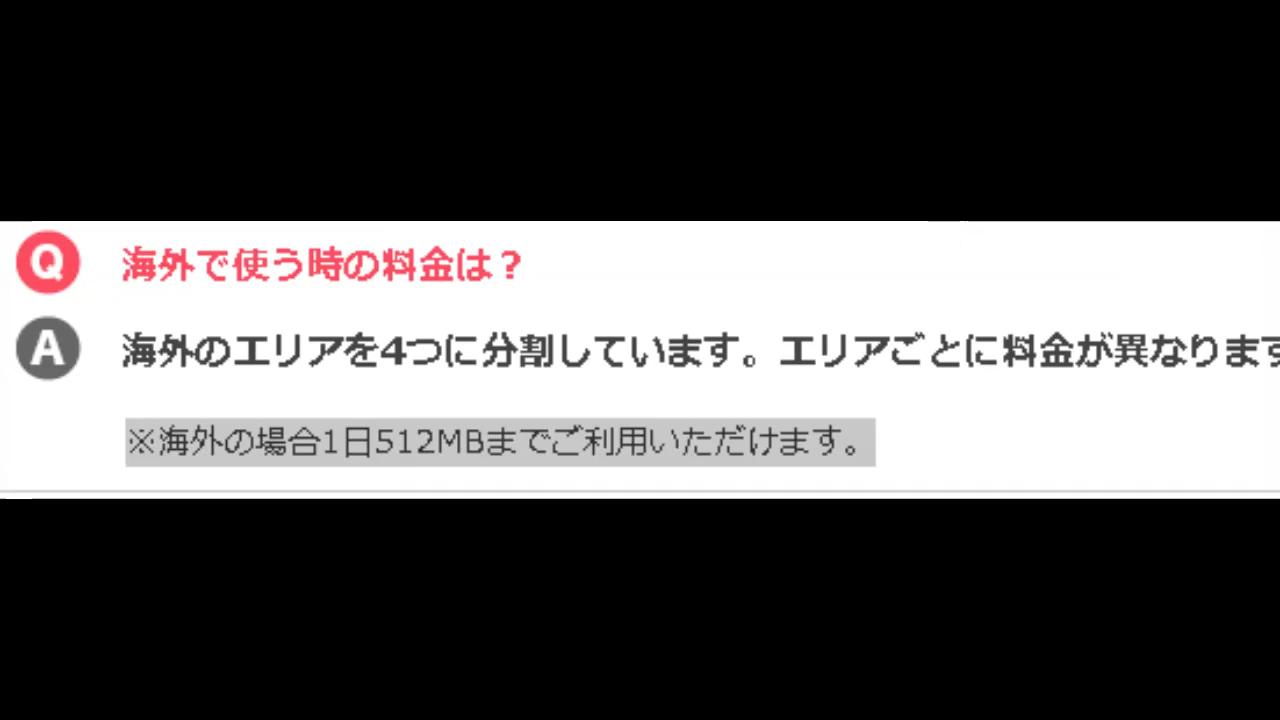 Q 海外で使う時の料金は？
A 海外のエリアを4つに分割しています。エリアごとに料金が異なります
※海外の場合1日512MBまでご利用いただけます。